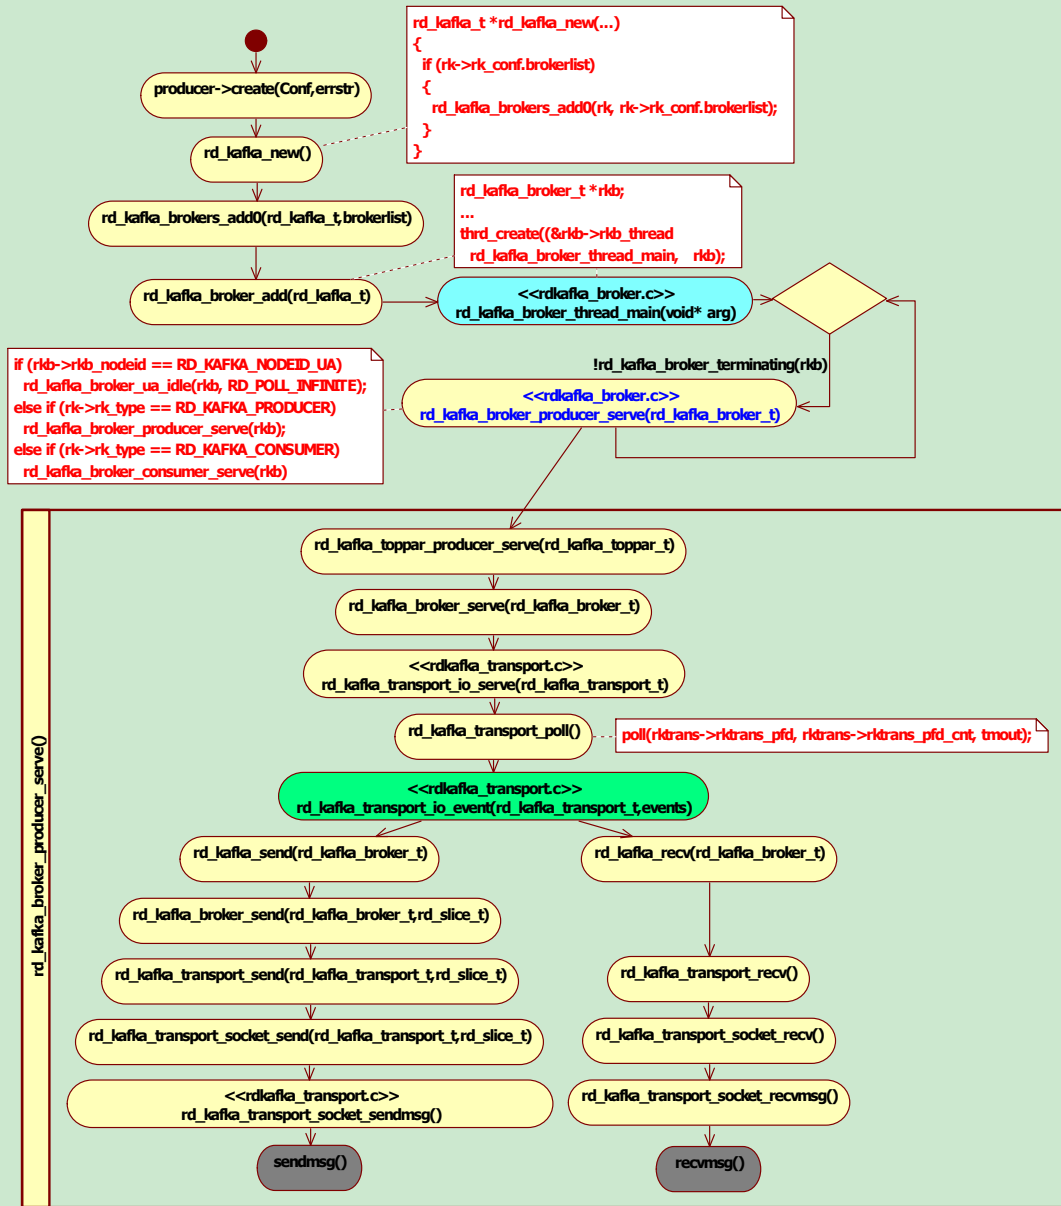 rd_kafka_t *rd_kafka_new(...)
{
if (rk->rk_conf.brokerlist)
{
rd_kafka_brokers_add0(rk, rk->rk_conf.brokerlist);
}
}
producer->create(Conf,errstr)
rd_kafka_new()
rd_kafka_brokers_add0(rd_kafka_t,brokerlist)
rd_kafka_broker_t *rkb;
...
thrd_create((&rkb->rkb_thread
rd_kafka_broker_thread_main, rkb);
rd_kafka_broker_add(rd_kafka_t)
<<rdkafka_broker.c>>
rd_kafka_broker_thread_main(void* arg)
!rd_kafka_broker_terminating(rkb)
if (rkb->rkb_nodeid == RD_KAFKA_NODEID_UA)
rd_kafka_broker_ua_idle(rkb, RD_POLL_INFINITE);
else if (rk->rk_type == RD_KAFKA_PRODUCER)
rd_kafka_broker_producer_serve(rkb);
else if (rk->rk_type == RD_KAFKA_CONSUMER)
rd_kafka_broker_consumer_serve(rkb)
<<rdkafka_broker.c>>
rd_kafka_broker_producer_serve(rd_kafka_broker_t)
rd_kafka_broker_producer_serve()
rd_kafka_toppar_producer_serve(rd_kafka_toppar_t)
rd_kafka_broker_serve(rd_kafka_broker_t)
<<rdkafka_transport.c>>
rd_kafka_transport_io_serve(rd_kafka_transport_t)
rd_kafka_transport_poll()
poll(rktrans->rktrans_pfd, rktrans->rktrans_pfd_cnt, tmout);
<<rdkafka_transport.c>>
rd_kafka_transport_io_event(rd_kafka_transport_t,events)
rd_kafka_send(rd_kafka_broker_t)
rd_kafka_broker_send(rd_kafka_broker_t,rd_slice_t)
rd_kafka_transport_send(rd_kafka_transport_t,rd_slice_t)
rd_kafka_transport_socket_send(rd_kafka_transport_t,rd_slice_t)
<<rdkafka_transport.c>>
rd_kafka_transport_socket_sendmsg()
sendmsg()
rd_kafka_recv(rd_kafka_broker_t)
rd_kafka_transport_recv()
rd_kafka_transport_socket_recv()
rd_kafka_transport_socket_recvmsg()
recvmsg()